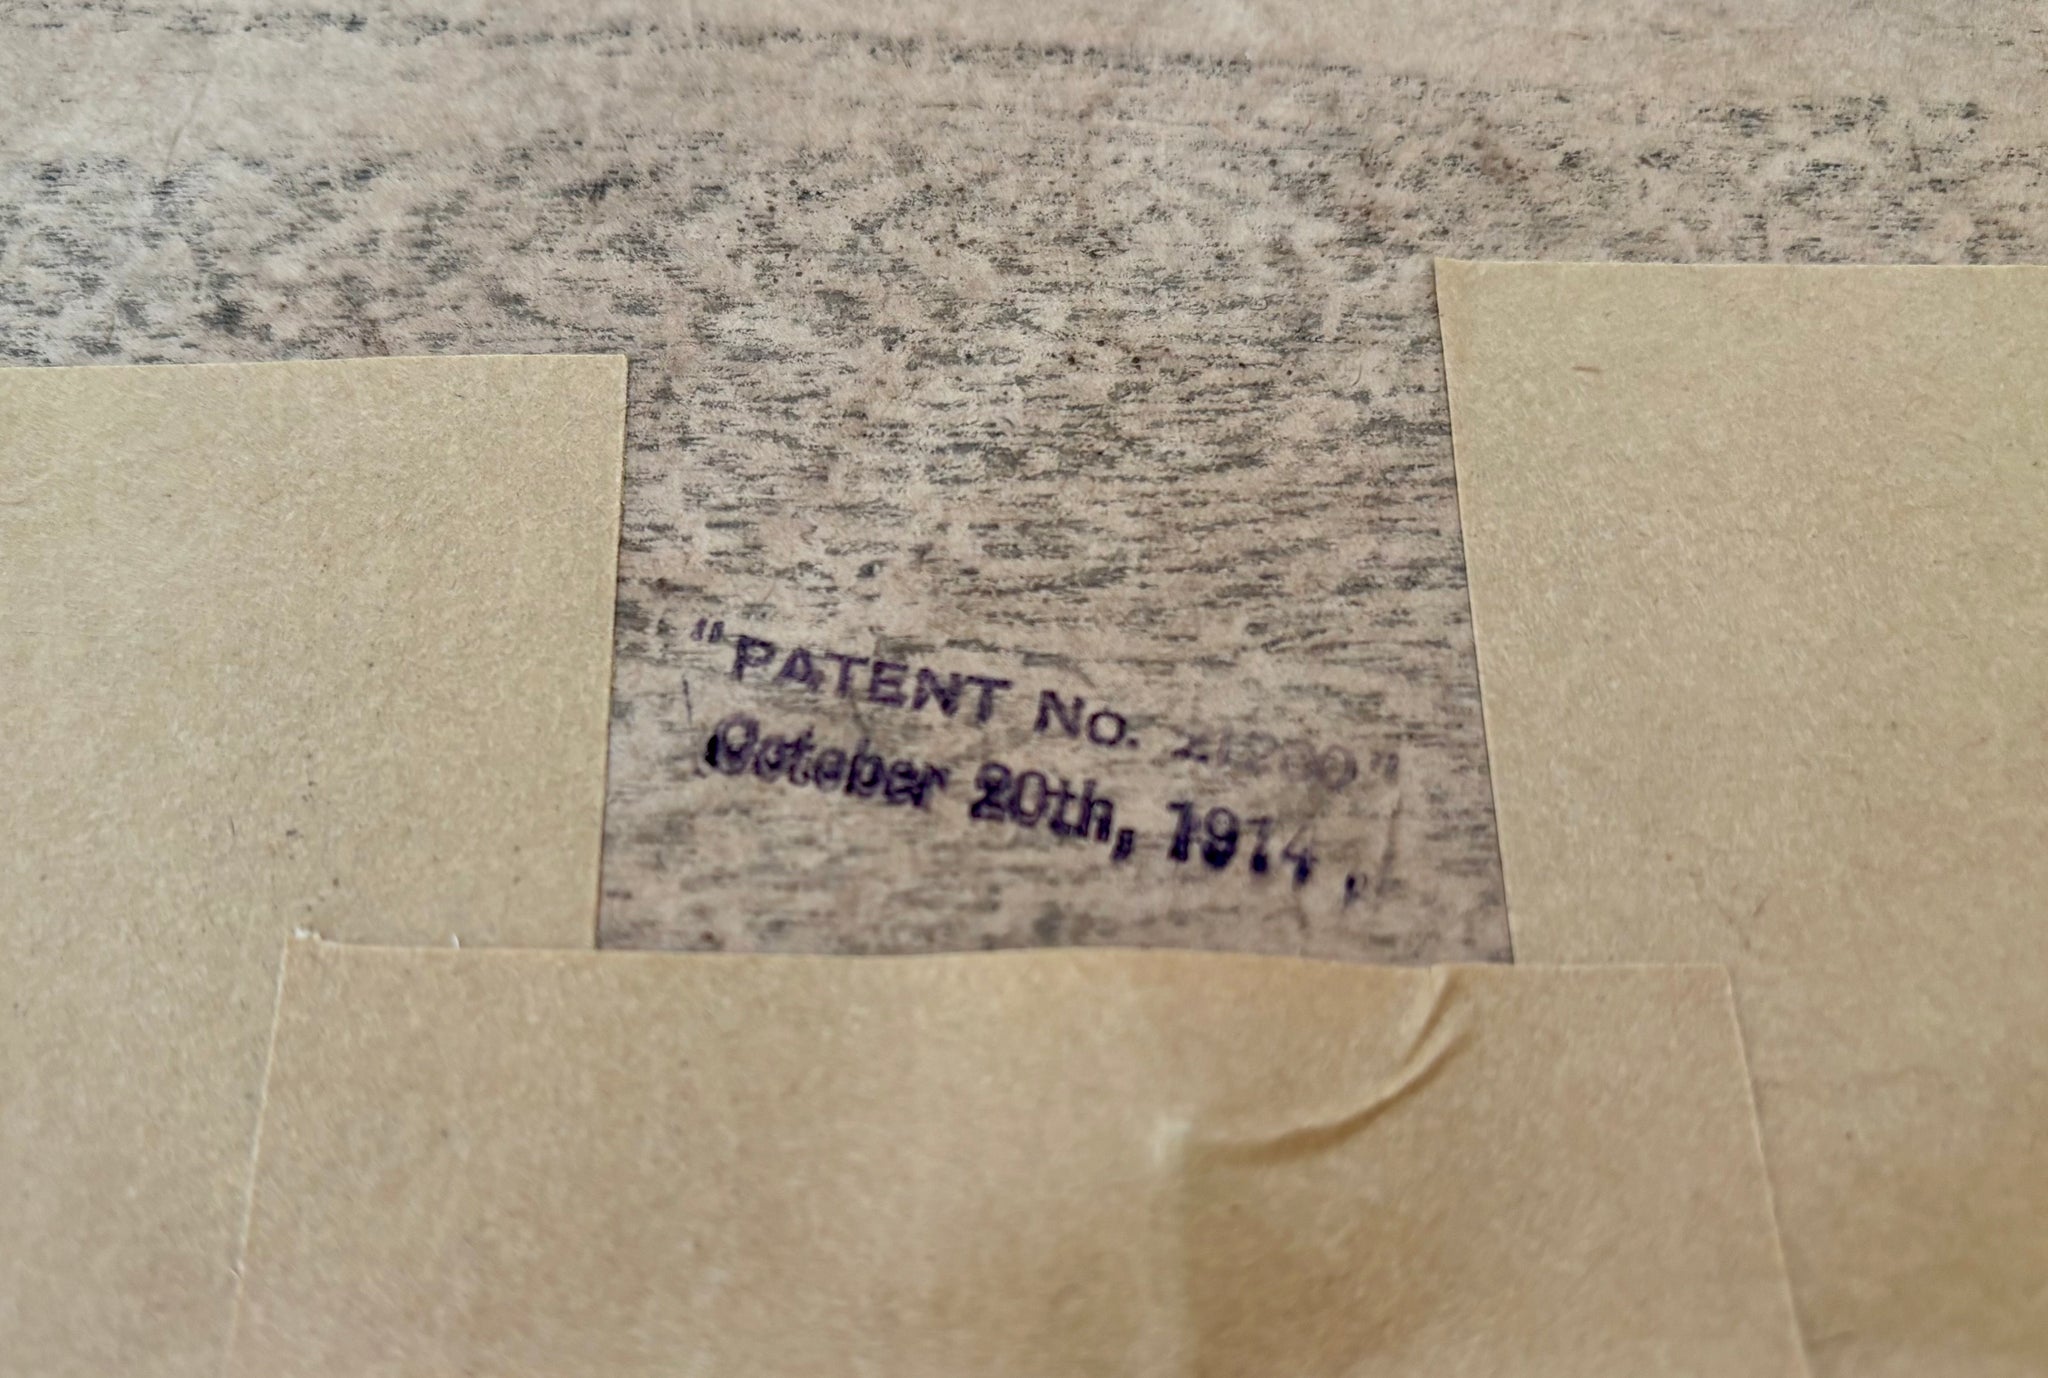 "PATENT No.
October 20th, 1914,